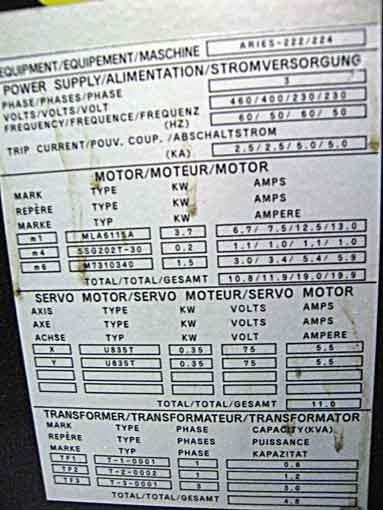 EQUIPMENT/EQUIPEMENT/MASCHINE ARIES-222/224
POWER SUPPLY/ALIMENTATION/STROMVERSORGUNG
PHASE/PHASES/PHASE 3
VOLTS/VOLTS/VOLT 460/400/230/230
FREQUENCY/FREQUENCE/FREQUENZ (HZ) 60/ 50/ 60/ 50
TRIP CURRENT/POUV. COUP. /ABSCHALTSTROM (KA) 2.5/2.5/5.0/5.0
MOTOR/MOTEUR/MOTOR
MARK TYPE KW AMPS
REPÈRE TYPE KW AMPS
MARKE TYP KW AMPERE
m1 MLA6115A 3.7 6.7/ 7.5/12.5/13.0
m4 SSG202T-30 0.2 1.1/ 1.0/ 1.1/ 1.0
m6 M7310340 1.5 3.0/ 3.4/ 5.4/ 5.9
TOTAL/TOTAL/GESAMT 10.8/11.9/19.0/19.9
SERVO MOTOR/SERVO MOTEUR/SERVO MOTOR
AXIS TYPE KW VOLTS AMPS
AXE TYPE KW VOLTS AMPS
ACHSE TYP KW VOLT AMPERE
X U835T 0.35 75 5.5
Y U835T 0.35 75 5.5
TOTAL/TOTAL/GESAMT 11.0
TRANSFORMER/TRANSFORMATEUR/TRANSFORMATOR
MARK TYPE PHASE CAPACITY(KVA)
REPÈRE TYPE PHASES PUISSANCE
MARKE TYP PHASE KAPAZITAT
TF1 T-1-0001 1
TF2 T-2-0002 1.2
TF3 T-3-0001 3
TOTAL/TOTAL/GESAMT 4.8